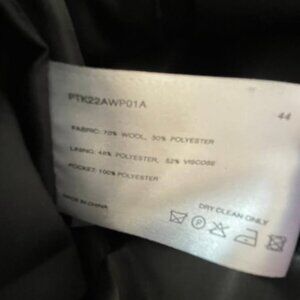 PTK22AWP01A
44
FABRIC: 70% WOOL, 30% POLYESTER
LINING: 48% POLYESTER, 52% VISCOSE
POCKET: 100% POLYESTER
MADE IN CHINA
DRY CLEAN ONLY